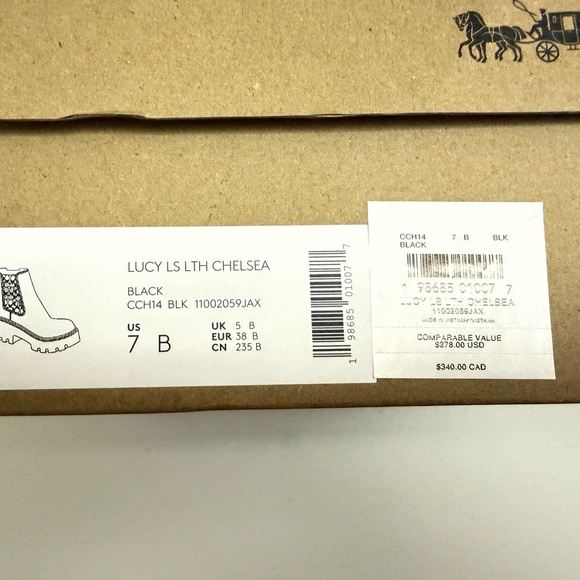 LUCY LS LTH CHELSEA
BLACK
CCH14 BLK 11002059JAX
US
7 B
UK 5 B
EUR 38 B
CN 235 B
1 98685 01007 7
CCH14 7 B BLK
BLACK
1 98685 01007 7
LUCY LS LTH CHELSEA
11002059JAX
MADE IN VIETNAM/VIETNAM
COMPARABLE VALUE
$278.00 USD
$340.00 CAD